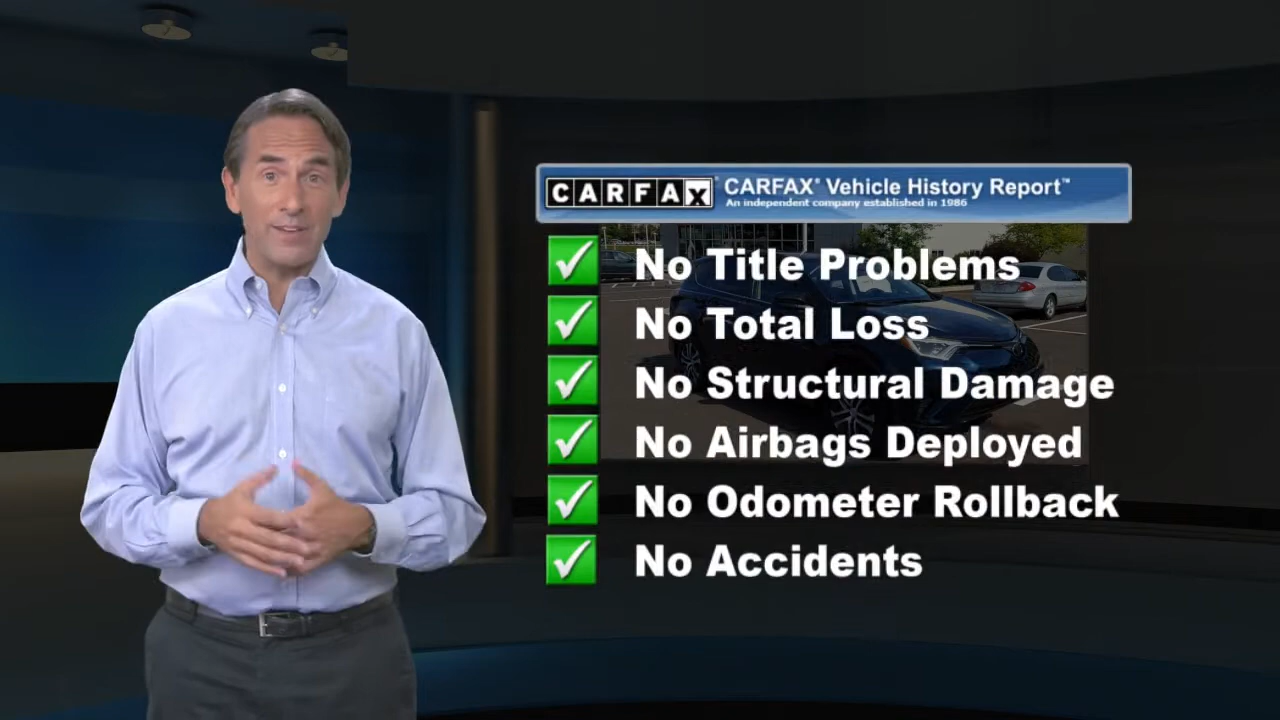 CARFAX
CARFAX® Vehicle History Report™
An independent company established in 1986
No Title Problems
No Total Loss
No Structural Damage
No Airbags Deployed
No Odometer Rollback
No Accidents